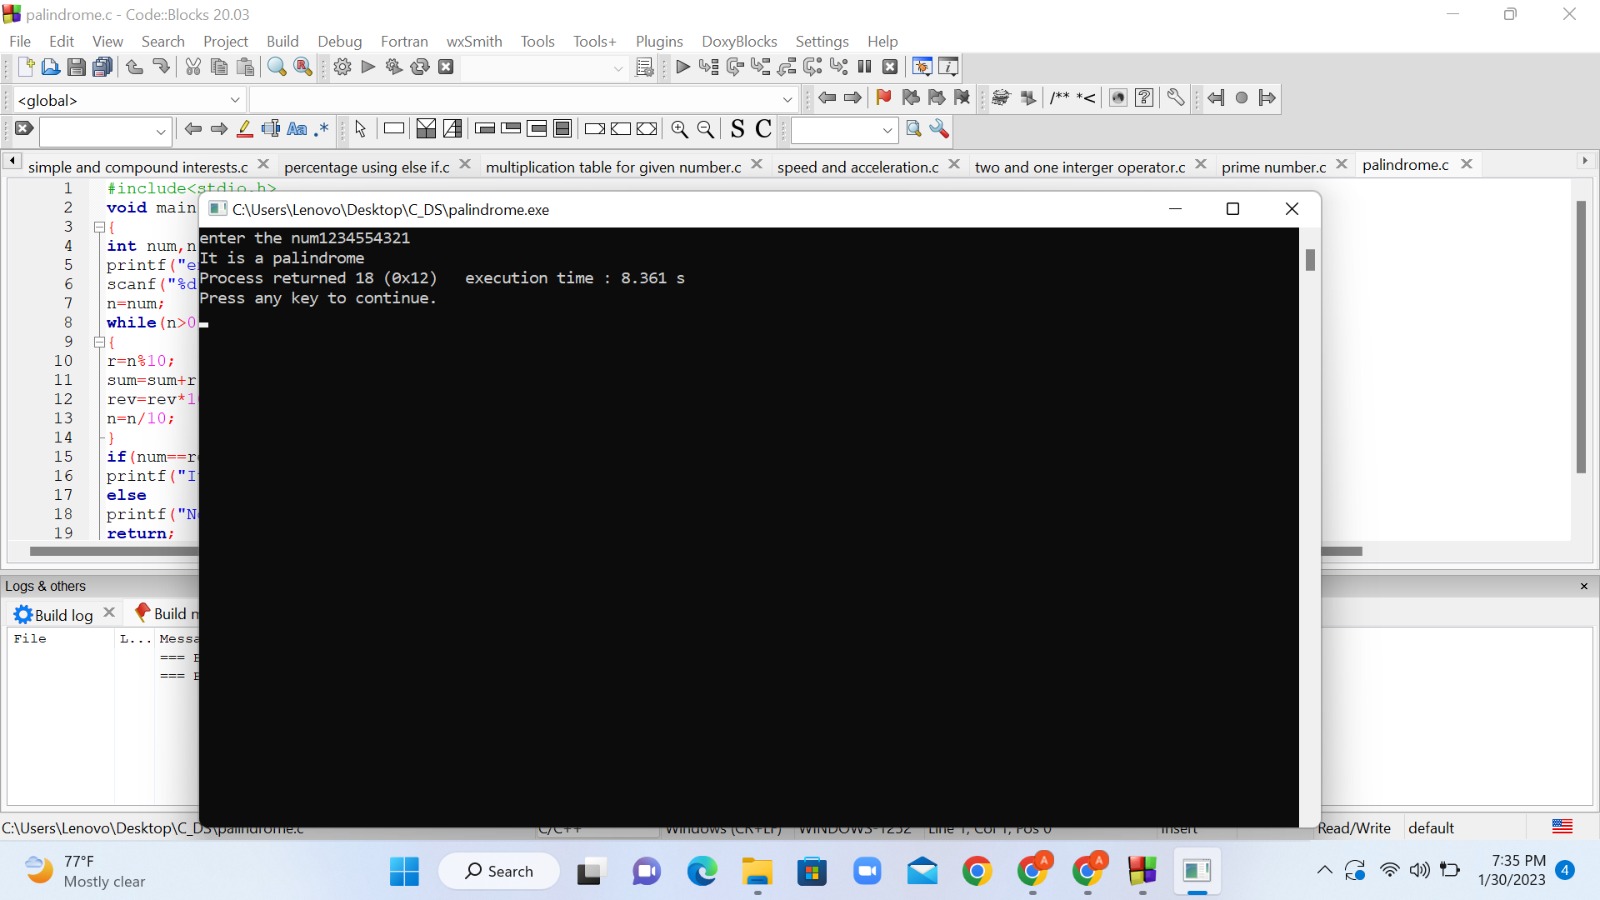 palindrome.c - Code::Blocks 20.03
File Edit View Search Project Build Debug Fortran wxSmith Tools Tools+ Plugins DoxyBlocks Settings Help
<global>
/** *<
Aa .* S C
simple and compound interests.c percentage using else if.c multiplication table for given number.c speed and acceleration.c two and one interger operator.c prime number.c palindrome.c
1 #include<stdio.h>
2 void main
3 {
4 int num,n
5 printf("e
6 scanf("%d
7 n=num;
8 while(n>0
9 {
10 r=n%10;
11 sum=sum+r
12 rev=rev*1
13 n=n/10;
14 }
15 if(num==r
16 printf("I
17 else
18 printf("N
19 return;
C:\Users\Lenovo\Desktop\C_DS\palindrome.exe
enter the num1234554321
It is a palindrome
Process returned 18 (0x12) execution time : 8.361 s
Press any key to continue.
Logs & others
Build log Build m
File L... Messa
=== B
=== B
C:\Users\Lenovo\Desktop\C_DS\palindrome.c C/C++ Windows (CR+LF) WINDOWS-1252 Line 1, Col 1, Pos 0 Insert Read/Write default
77°F
Mostly clear
Search
A A
7:35 PM
1/30/2023
4